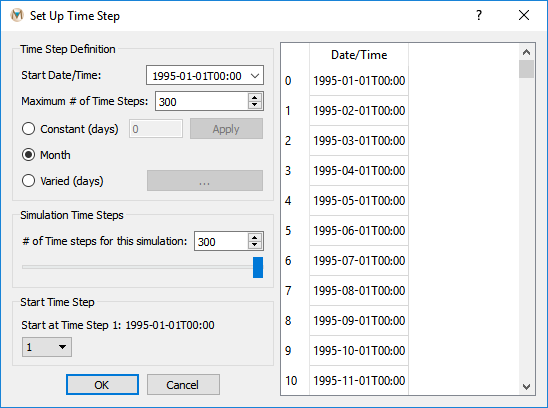 Set Up Time Step
?
Time Step Definition
Start Date/Time: 1995-01-01T00:00
Maximum # of Time Steps: 300
Constant (days) 0 Apply
Month
Varied (days) ...
Simulation Time Steps
# of Time steps for this simulation: 300
Start Time Step
Start at Time Step 1: 1995-01-01T00:00
1
OK Cancel
Date/Time
0 1995-01-01T00:00
1 1995-02-01T00:00
2 1995-03-01T00:00
3 1995-04-01T00:00
4 1995-05-01T00:00
5 1995-06-01T00:00
6 1995-07-01T00:00
7 1995-08-01T00:00
8 1995-09-01T00:00
9 1995-10-01T00:00
10 1995-11-01T00:00